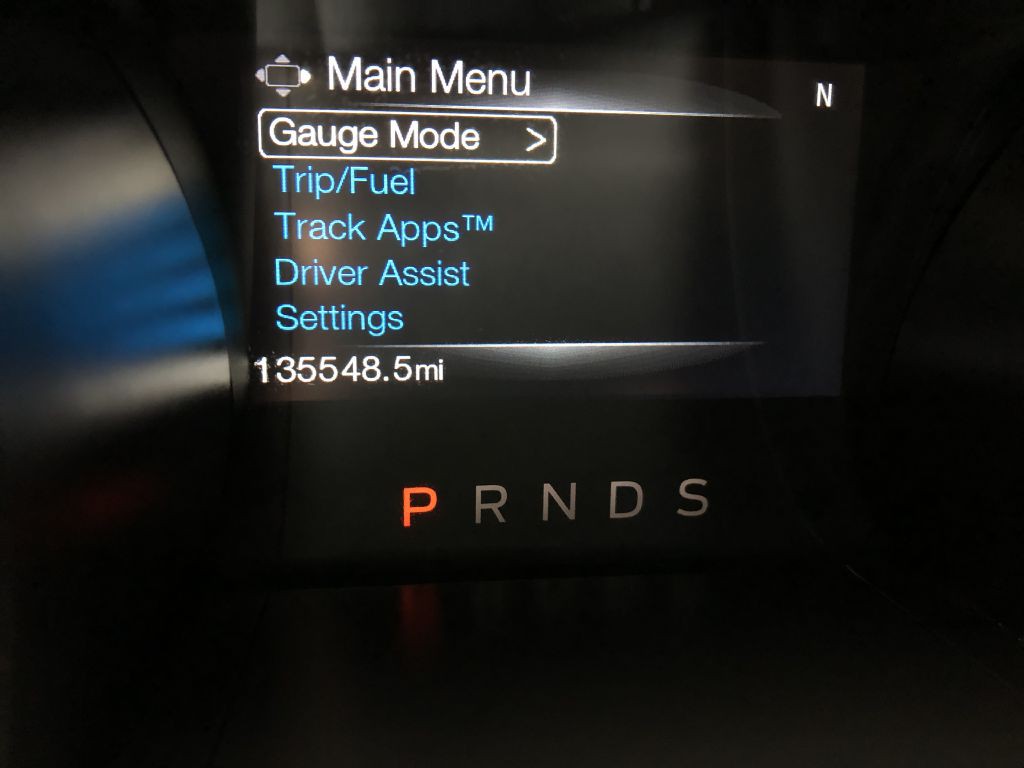 Main Menu
N
Gauge Mode >
Trip/Fuel
Track Apps™
Driver Assist
Settings
135548.5mi
P R N D S